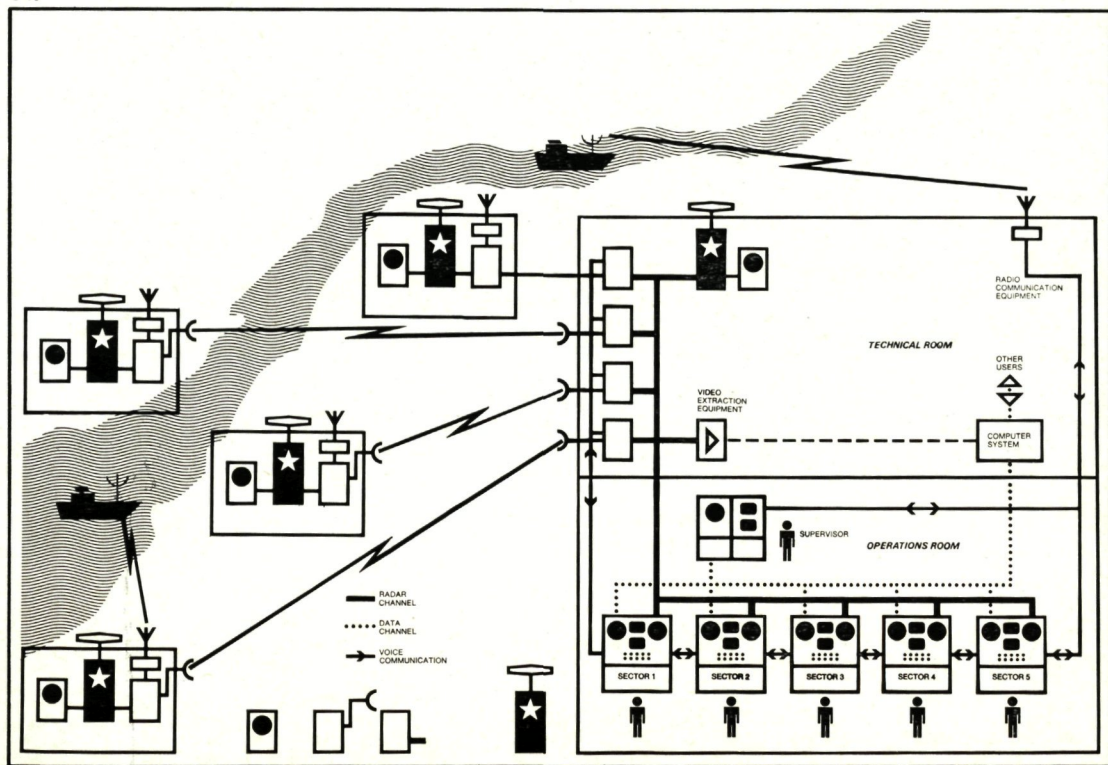 RADIO
COMMUNICATION
EQUIPMENT
TECHNICAL ROOM
OTHER
USERS
VIDEO
EXTRACTION
EQUIPMENT
COMPUTER
SYSTEM
SUPERVISOR
OPERATIONS ROOM
RADAR
CHANNEL
DATA
CHANNEL
VOICE
COMMUNICATION
SECTOR 1
SECTOR 2
SECTOR 3
SECTOR 4
SECTOR 5